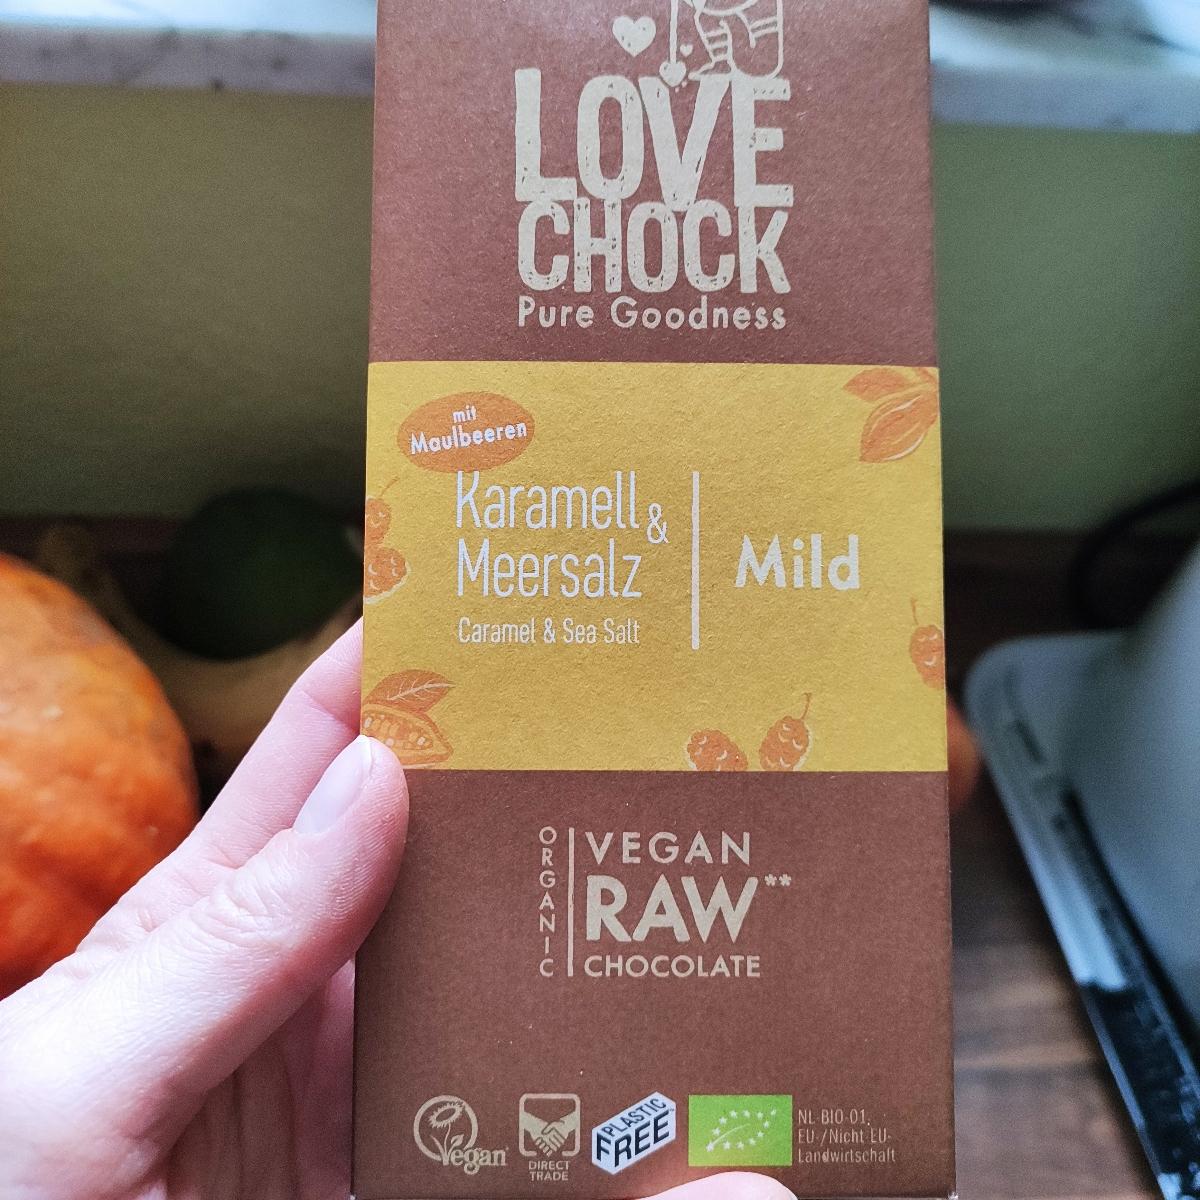 LOVE
CHOCK
Pure Goodness
mit
Maulbeeren
Karamell &
Meersalz
Caramel & Sea Salt
Mild
ORGANIC
VEGAN
RAW**
CHOCOLATE
Vegan
DIRECT
TRADE
PLASTIC
FREE
NL-BIO-01.
EU-/Nicht EU-
Landwirtschaft